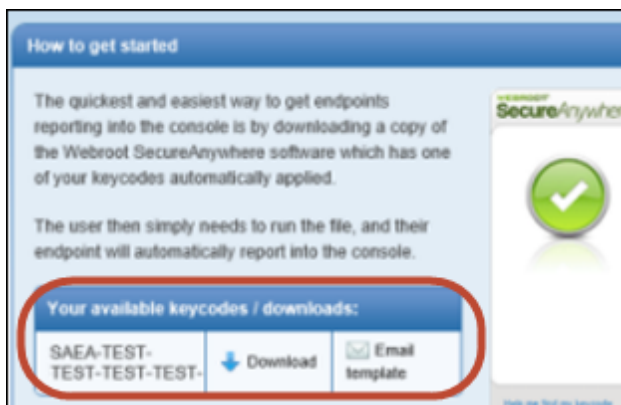 How to get started
The quickest and easiest way to get endpoints
reporting into the console is by downloading a copy of
the Webroot SecureAnywhere software which has one
of your keycodes automatically applied.
The user then simply needs to run the file, and their
endpoint will automatically report into the console.
Your available keycodes / downloads:
SAEA-TEST-
TEST-TEST-TEST-
Download
Email
template
WEBROOT
SecureAnywher